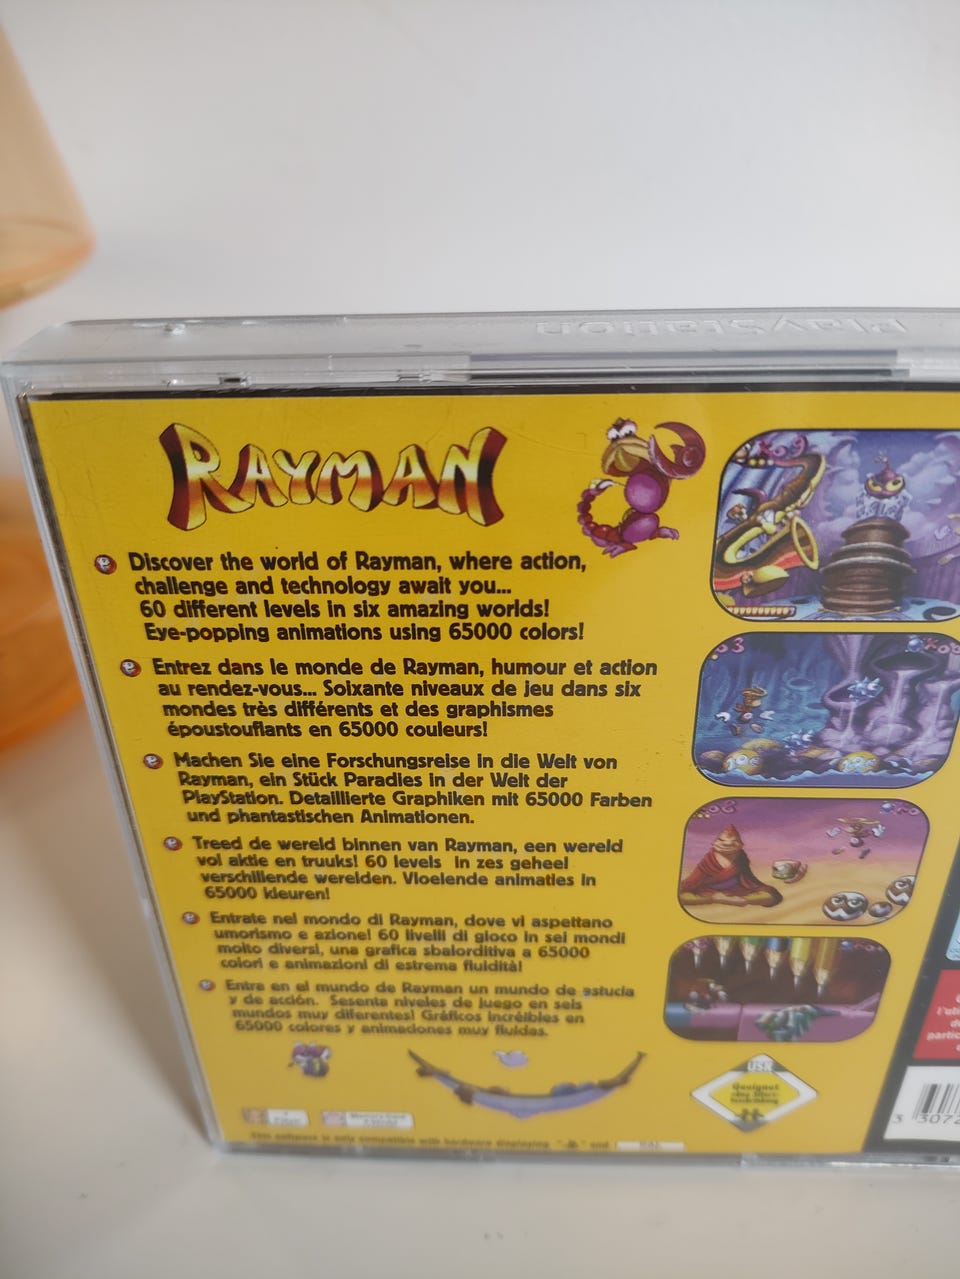 PlayStation
RAYMAN
Discover the world of Rayman, where action,
challenge and technology await you...
60 different levels in six amazing worlds!
Eye-popping animations using 65000 colors!
Entrez dans le monde de Rayman, humour et action
au rendez-vous... Soixante niveaux de jeu dans six
mondes très différents et des graphismes
époustouflants en 65000 couleurs!
Machen Sie eine Forschungsreise in die Welt von
Rayman, ein Stück Paradies in der Welt der
PlayStation. Detaillierte Graphiken mit 65000 Farben
und phantastischen Animationen.
Treed de wereld binnen van Rayman, een wereld
vol aktie en truuks! 60 levels in zes geheel
verschillende werelden. Vloeiende animaties in
65000 kleuren!
Entrate nel mondo di Rayman, dove vi aspettano
umorismo e azione! 60 livelli di gioco in sei mondi
molto diversi, una grafica sbalorditiva a 65000
colori e animazioni di estrema fluidità!
Entra en el mundo de Rayman un mundo de astucia
y de acción. Sesenta niveles de juego en seis
mundos muy diferentes! Gráficos increíbles en
65000 colores y animaciones muy fluidas.
USK
Geeignet
This software is only compatible with hardware displaying " " and PAL
3 3072